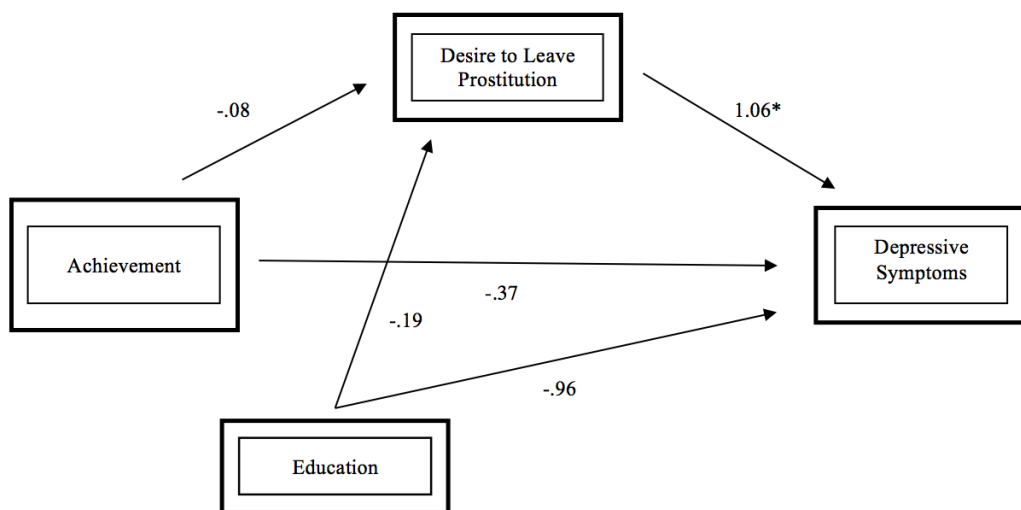 Desire to Leave
Prostitution
-.08
1.06*
Achievement
Depressive
Symptoms
-.37
-.19
-.96
Education